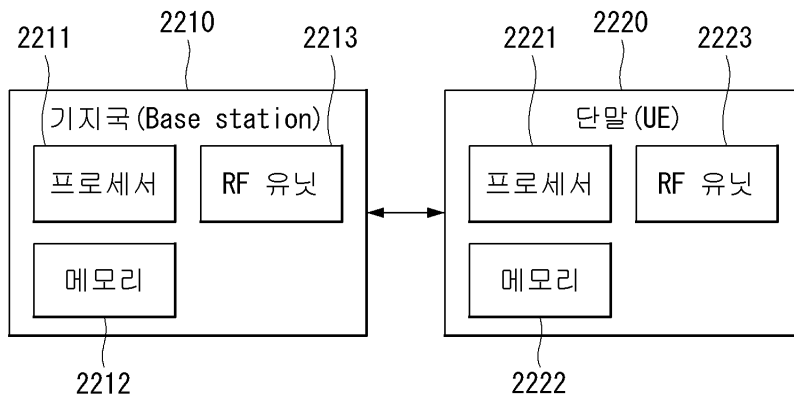 2210
2211
2213
2220
2221
2223
기지국(Base station)
프로세서
RF 유닛
메모리
2212
단말(UE)
프로세서
RF 유닛
메모리
2222